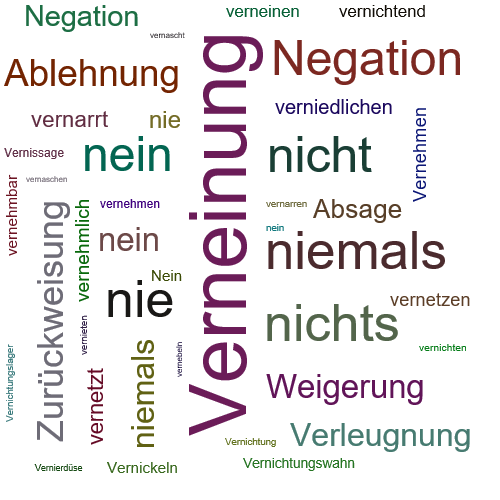 Negation
verneinen
vernichtend
vernascht
Ablehnung
Negation
Verneinung
vernarrt
nie
verniedlichen
Vernehmen
Vernissage
nein
nicht
vernaschen
vernehmbar
vernehmlich
vernehmen
vernarren
Absage
Zurückweisung
nein
nein
niemals
Nein
nie
vernetzen
nichts
vernieten
niemals
vernebeln
vernichten
Vernichtungslager
vernetzt
Weigerung
Verleugnung
Vernichtung
Vernierdüse
Vernickeln
Vernichtungswahn